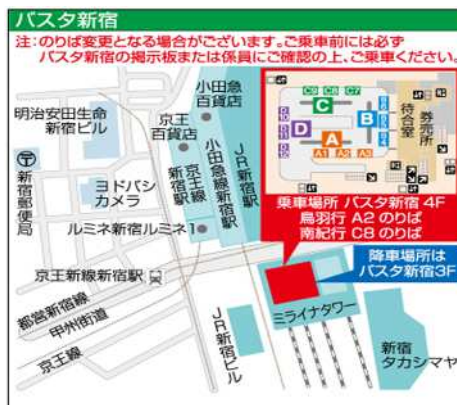 バスタ新宿
注:のりば変更となる場合がございます。ご乗車前には必ず
バスタ新宿の掲示板または係員にご確認の上、ご乗車ください。
小田急
百貨店
明治安田生命
新宿ビル
京王
百貨店
新宿郵便局
ヨドバシ
カメラ
京王線
新宿駅
小田急線新宿駅
JR新宿駅
ルミネ新宿ルミネ1
京王新線新宿駅
都営新宿線
甲州街道
京王線
JR新宿ビル
ミライナタワー
新宿
タカシマヤ
C9 C8 C7
C
D
B
A
A1 A2 A3
待合室
券売所
乗車場所 バスタ新宿 4F
鳥羽行 A2 のりば
南紀行 C8 のりば
降車場所は
バスタ新宿3F